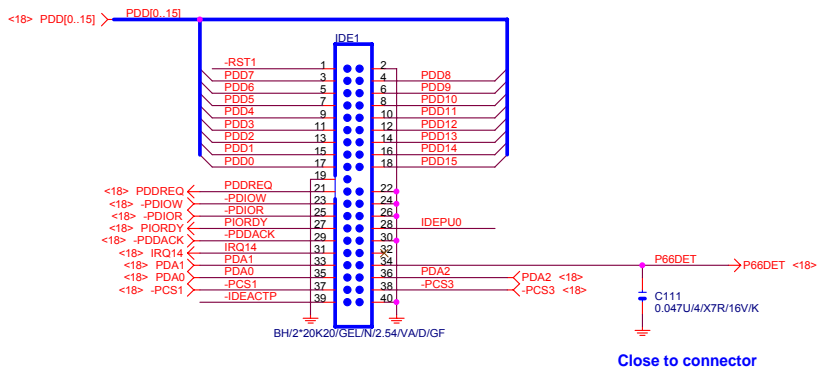 <18> PDD[0..15] PDD[0..15]
IDE1
-RST1 1 2
PDD7 3 4 PDD8
PDD6 5 6 PDD9
PDD5 7 8 PDD10
PDD4 9 10 PDD11
PDD3 11 12 PDD12
PDD2 13 14 PDD13
PDD1 15 16 PDD14
PDD0 17 18 PDD15
19
<18> PDDREQ PDDREQ 21 22
<18> -PDIOW -PDIOW 23 24
<18> -PDIOR -PDIOR 25 26
<18> PIORDY PIORDY 27 28 IDEPU0
<18> -PDDACK -PDDACK 29 30
<18> IRQ14 IRQ14 31 32
<18> PDA1 PDA1 33 34 P66DET P66DET <18>
<18> PDA0 PDA0 35 36 PDA2 PDA2 <18>
<18> -PCS1 -PCS1 37 38 -PCS3 -PCS3 <18>
-IDEACTP 39 40
C111
0.047U/4/X7R/16V/K
BH/2*20K20/GEL/N/2.54/VA/D/GF
Close to connector